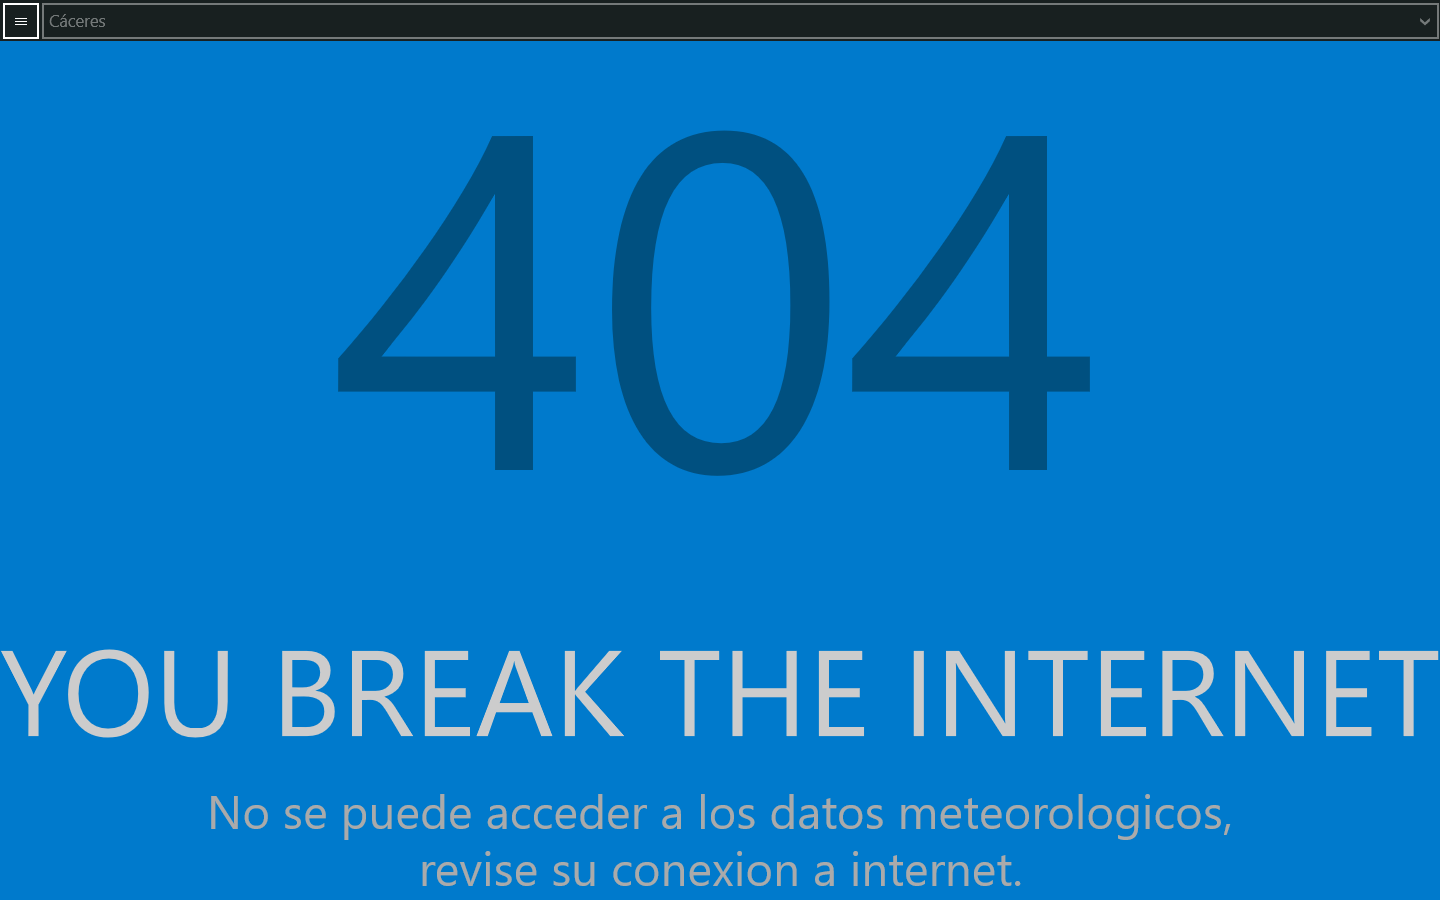 Cáceres
404
YOU BREAK THE INTERNET
No se puede acceder a los datos meteorologicos,
revise su conexion a internet.